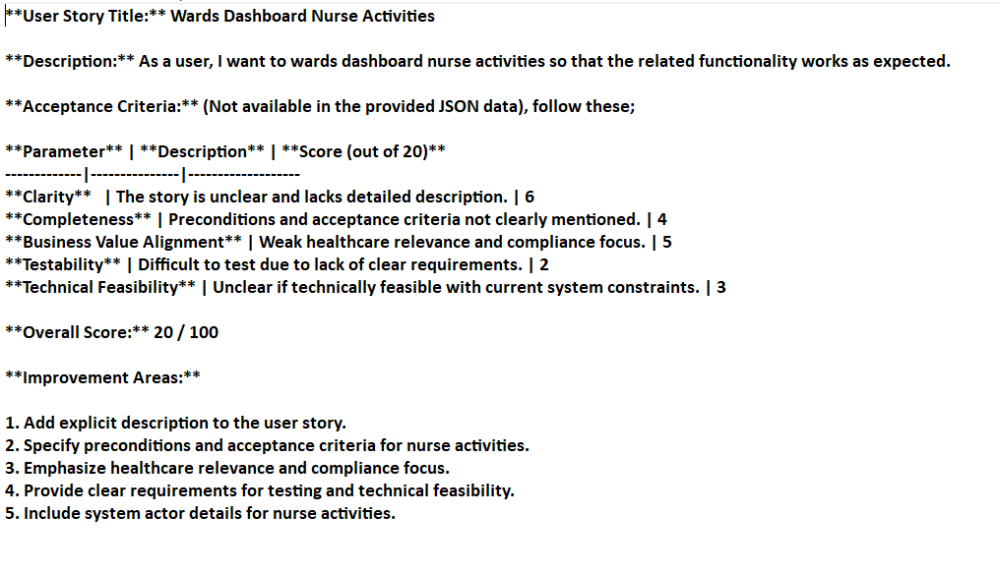 **User Story Title:** Wards Dashboard Nurse Activities
**Description:** As a user, I want to wards dashboard nurse activities so that the related functionality works as expected.
**Acceptance Criteria:** (Not available in the provided JSON data), follow these;
**Parameter** | **Description** | **Score (out of 20)**
-------------|---------------|-------------------
**Clarity** | The story is unclear and lacks detailed description. | 6
**Completeness** | Preconditions and acceptance criteria not clearly mentioned. | 4
**Business Value Alignment** | Weak healthcare relevance and compliance focus. | 5
**Testability** | Difficult to test due to lack of clear requirements. | 2
**Technical Feasibility** | Unclear if technically feasible with current system constraints. | 3
**Overall Score:** 20 / 100
**Improvement Areas:**
1. Add explicit description to the user story.
2. Specify preconditions and acceptance criteria for nurse activities.
3. Emphasize healthcare relevance and compliance focus.
4. Provide clear requirements for testing and technical feasibility.
5. Include system actor details for nurse activities.